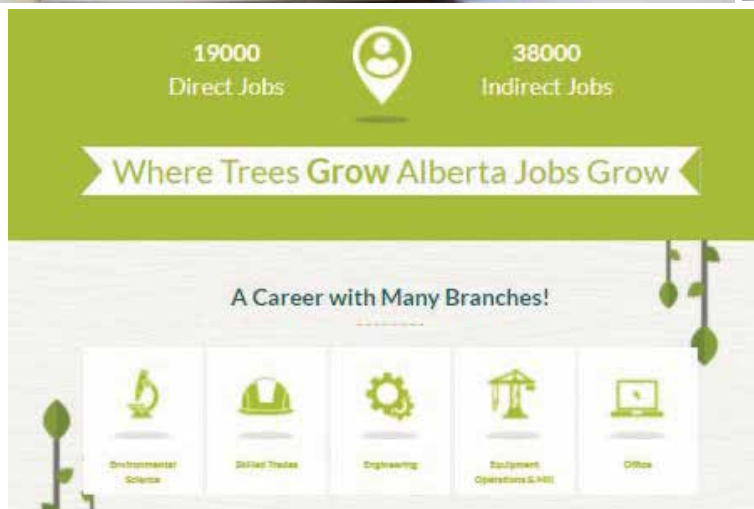 19000
Direct Jobs
38000
Indirect Jobs
Where Trees Grow Alberta Jobs Grow
A Career with Many Branches!
Environmental
Science
Skilled Trades
Engineering
Equipment
Operations & Mill
Office